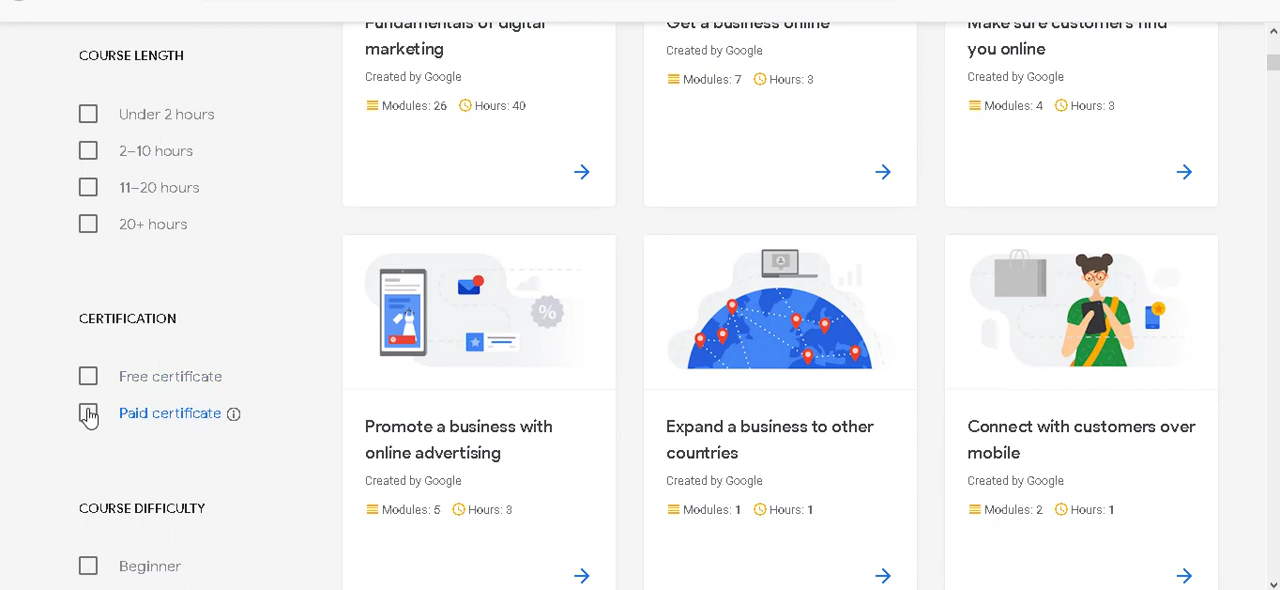 COURSE LENGTH
Under 2 hours
2–10 hours
11–20 hours
20+ hours
CERTIFICATION
Free certificate
Paid certificate
COURSE DIFFICULTY
Beginner
Fundamentals of digital
marketing
Created by Google
Modules: 26 Hours: 40
Get a business online
Created by Google
Modules: 7 Hours: 3
Make sure customers find
you online
Created by Google
Modules: 4 Hours: 3
%
Promote a business with
online advertising
Created by Google
Modules: 5 Hours: 3
Expand a business to other
countries
Created by Google
Modules: 1 Hours: 1
Connect with customers over
mobile
Created by Google
Modules: 2 Hours: 1